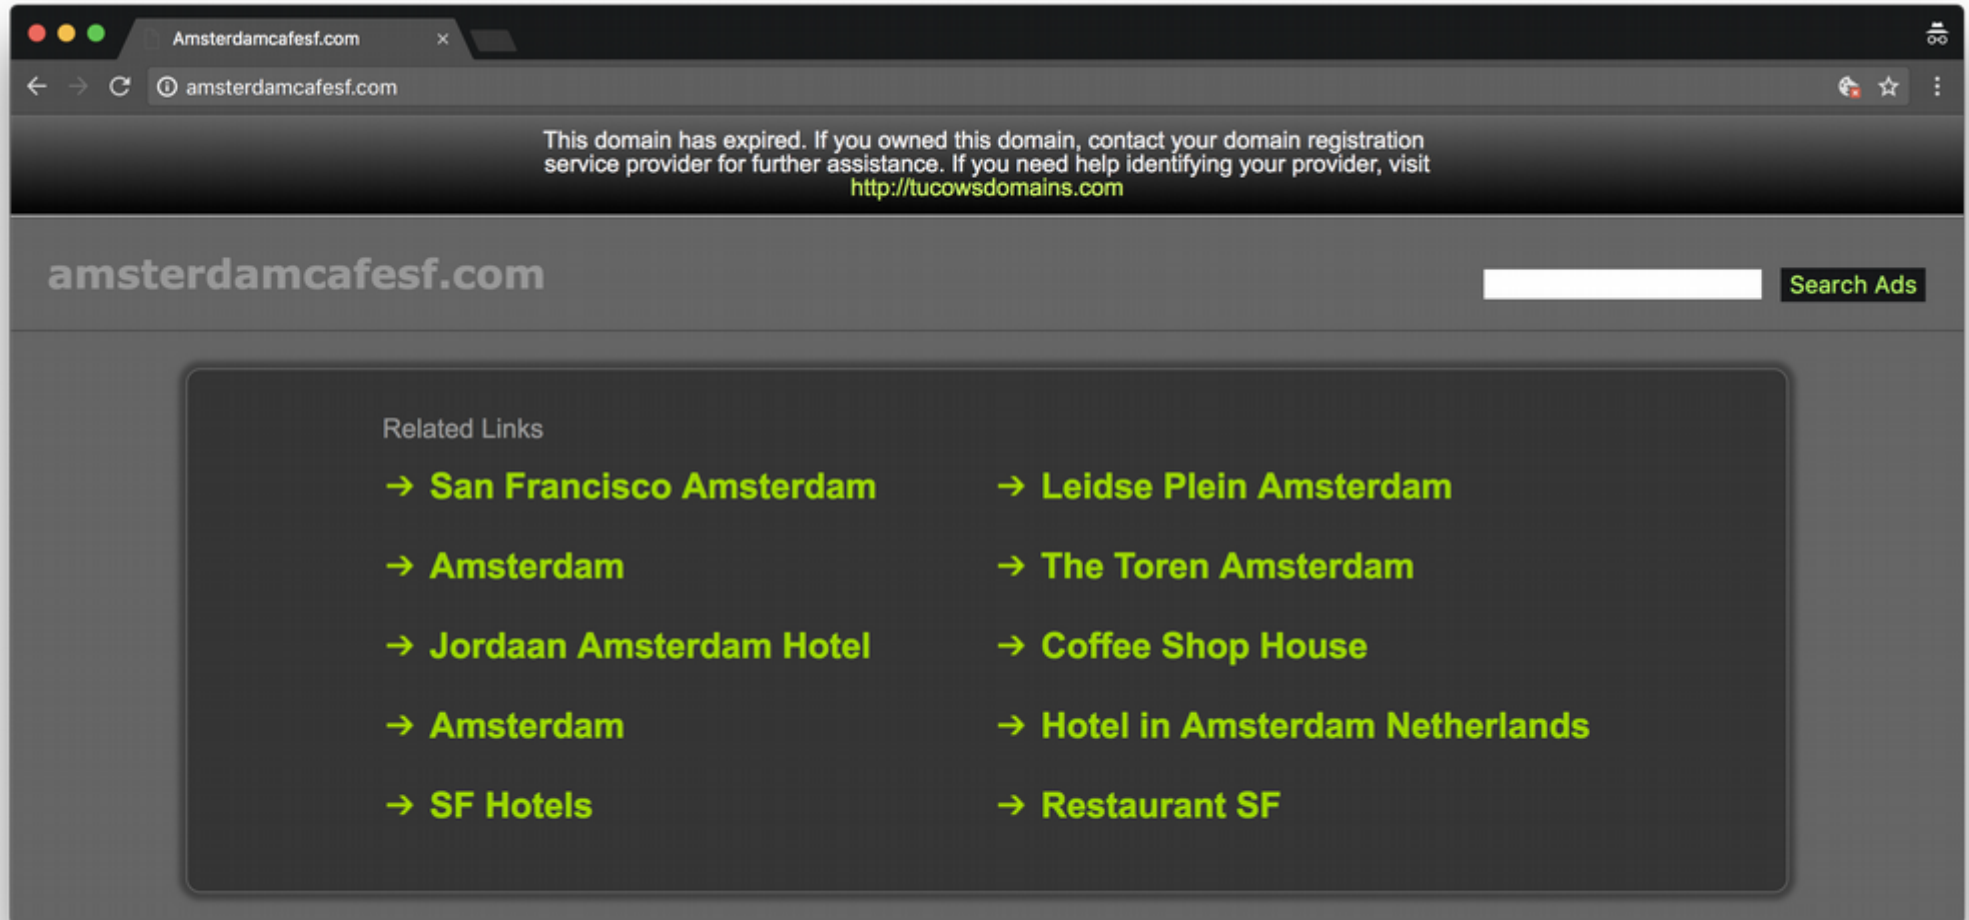 Amsterdamcafesf.com
amsterdamcafesf.com
This domain has expired. If you owned this domain, contact your domain registration
service provider for further assistance. If you need help identifying your provider, visit
http://tucowsdomains.com
amsterdamcafesf.com
Search Ads
Related Links
San Francisco Amsterdam
Leidse Plein Amsterdam
Amsterdam
The Toren Amsterdam
Jordaan Amsterdam Hotel
Coffee Shop House
Amsterdam
Hotel in Amsterdam Netherlands
SF Hotels
Restaurant SF